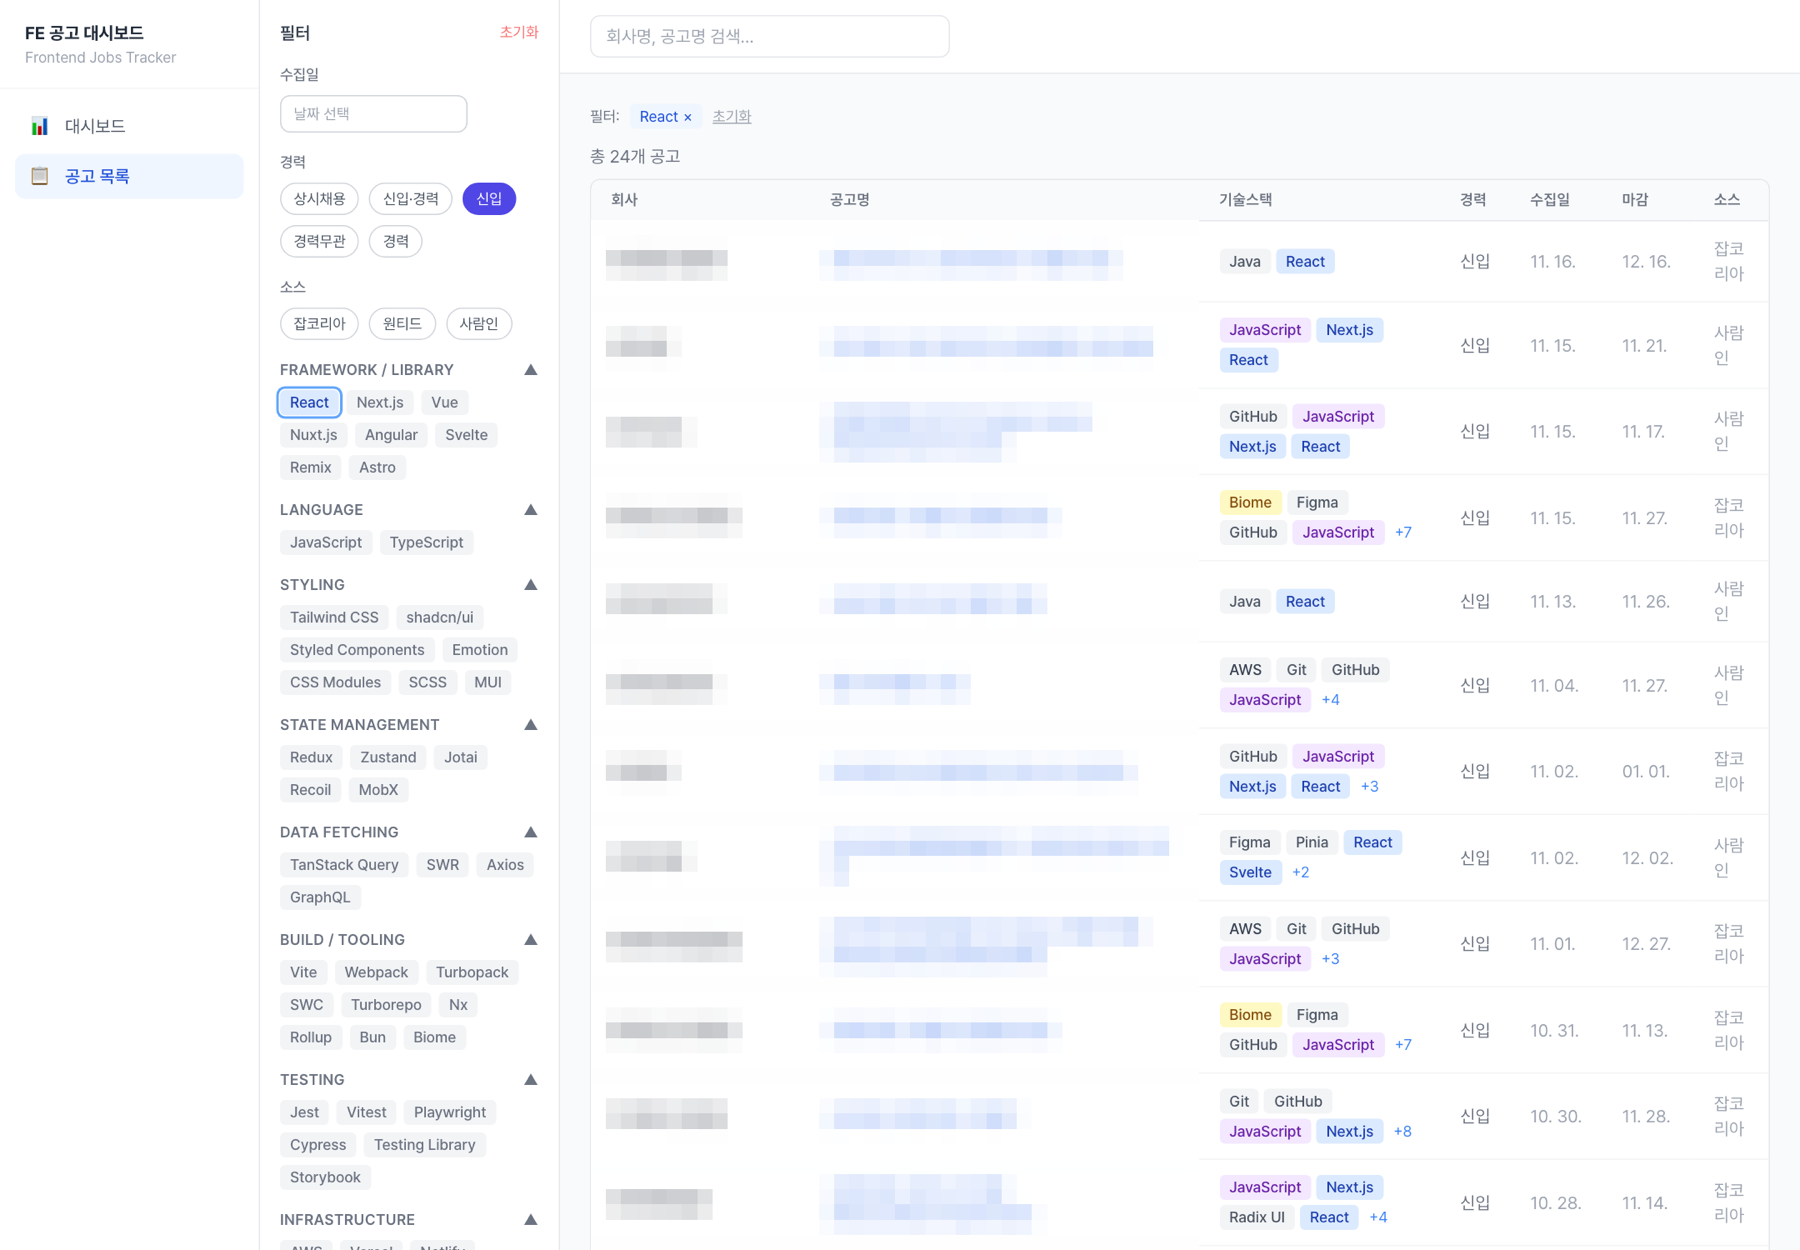 FE 공고 대시보드
Frontend Jobs Tracker
대시보드
공고 목록
필터 초기화
수집일
날짜 선택
경력
상시채용 신입·경력 신입
경력무관 경력
소스
잡코리아 원티드 사람인
FRAMEWORK / LIBRARY ▲
React Next.js Vue
Nuxt.js Angular Svelte
Remix Astro
LANGUAGE ▲
JavaScript TypeScript
STYLING ▲
Tailwind CSS shadcn/ui
Styled Components Emotion
CSS Modules SCSS MUI
STATE MANAGEMENT ▲
Redux Zustand Jotai
Recoil MobX
DATA FETCHING ▲
TanStack Query SWR Axios
GraphQL
BUILD / TOOLING ▲
Vite Webpack Turbopack
SWC Turborepo Nx
Rollup Bun Biome
TESTING ▲
Jest Vitest Playwright
Cypress Testing Library
Storybook
INFRASTRUCTURE ▲
AWS Vercel Netlify
회사명, 공고명 검색...
필터: React × 초기화
총 24개 공고
회사 공고명 기술스택 경력 수집일 마감 소스
Java React 신입 11. 16. 12. 16. 잡코
리아
JavaScript Next.js 신입 11. 15. 11. 21. 사람
React 인
GitHub JavaScript 신입 11. 15. 11. 17. 사람
Next.js React 인
Biome Figma 신입 11. 15. 11. 27. 잡코
GitHub JavaScript +7 리아
Java React 신입 11. 13. 11. 26. 사람
인
AWS Git GitHub 신입 11. 04. 11. 27. 사람
JavaScript +4 인
GitHub JavaScript 신입 11. 02. 01. 01. 잡코
Next.js React +3 리아
Figma Pinia React 신입 11. 02. 12. 02. 사람
Svelte +2 인
AWS Git GitHub 신입 11. 01. 12. 27. 잡코
JavaScript +3 리아
Biome Figma 신입 10. 31. 11. 13. 잡코
GitHub JavaScript +7 리아
Git GitHub 신입 10. 30. 11. 28. 잡코
JavaScript Next.js +8 리아
JavaScript Next.js 신입 10. 28. 11. 14. 잡코
Radix UI React +4 리아